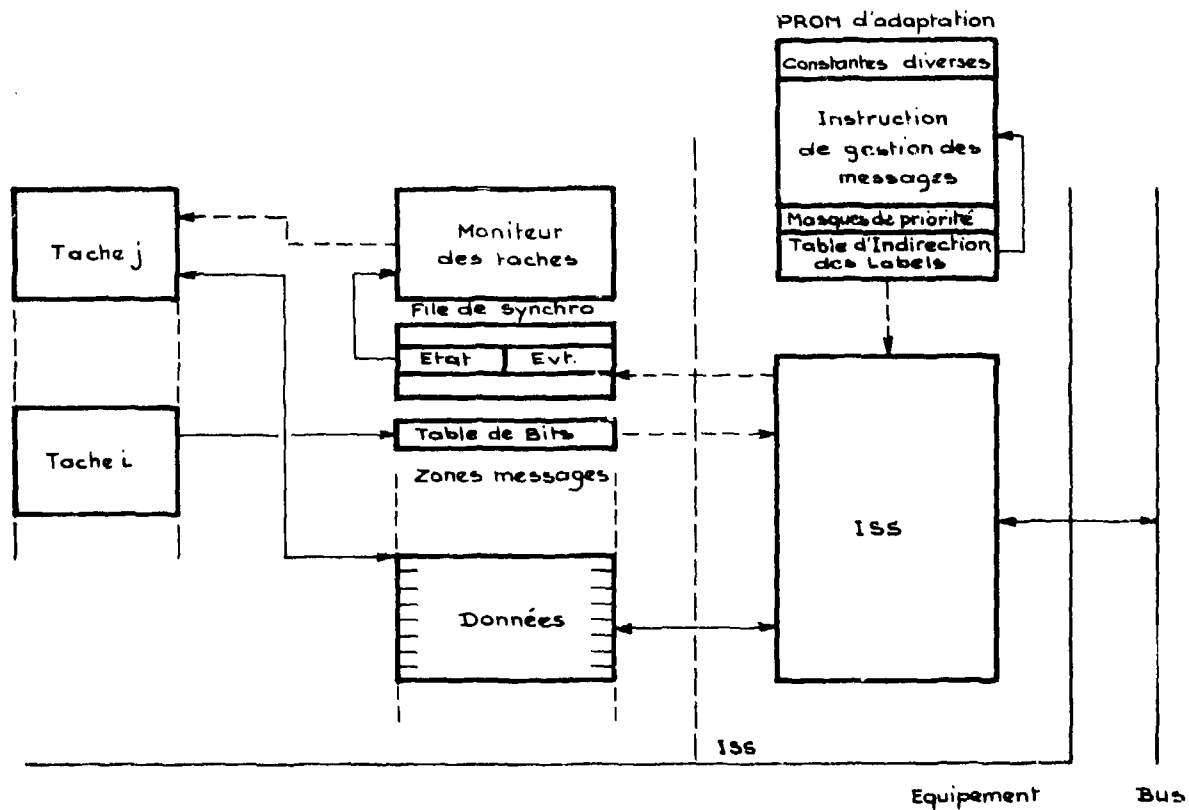 PROM d'adaptation
Constantes diverses
Instruction
de gestion des
messages
Masques de priorité
Table d'Indirection
des Labels
Tache j
Moniteur
des taches
File de Synchro
Etat
Evt.
Table de Bits
Tache i
Zones messages
ISS
Données
ISS
Equipement
Bus